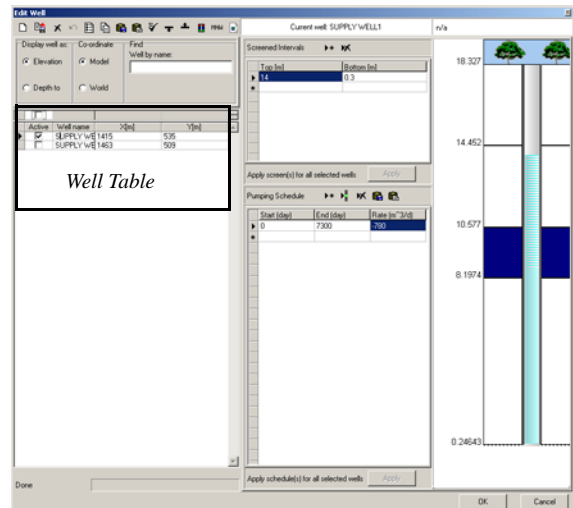 Edit Well
Current well: SUPPLY WELL1
n/a
Display well as:
Elevation
Depth to
Co-ordinate
Model
World
Find
Well by name:
Active Well name X[m] Y[m]
SUPPLY WE 1415 535
SUPPLY WE 1463 509
Well Table
Done
Screened Intervals
Top [m] Bottom [m]
14 0.3
Apply screen(s) for all selected wells Apply
Pumping Schedule
Start (day) End (day) Rate (m^3/d)
0 7300 -780
Apply schedule(s) for all selected wells Apply
18.327
14.452
10.577
8.1974
0.24643
OK Cancel